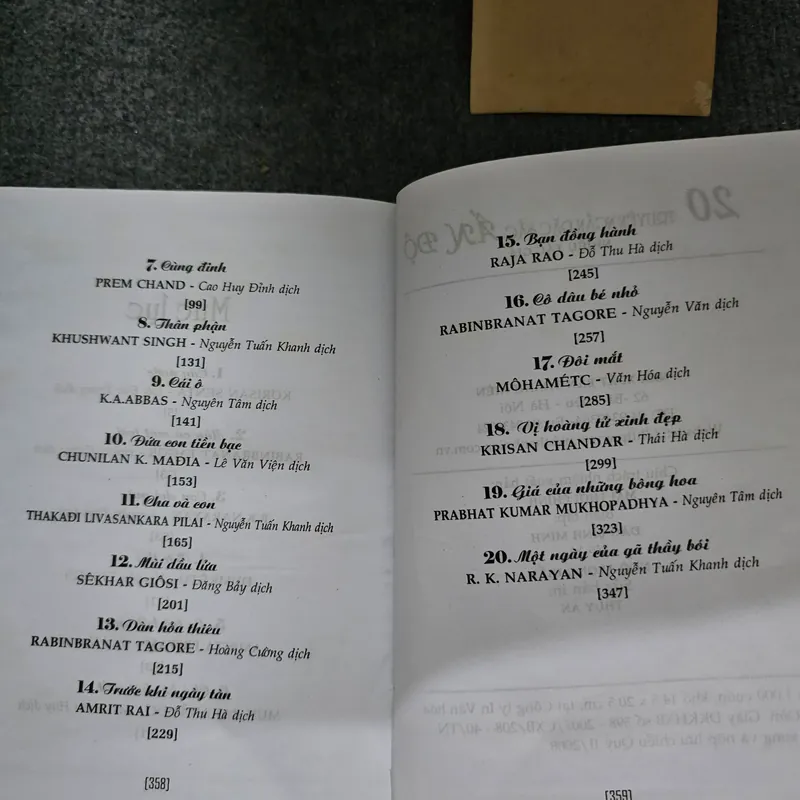 7. Cùng đinh
PREM CHAND - Cao Huy Đỉnh dịch
[99]
8. Thân phận
KHUSHWANT SINGH - Nguyễn Tuấn Khanh dịch
[131]
9. Cái ô
K.A.ABBAS - Nguyên Tâm dịch
[141]
10. Đứa con tiền bạc
CHUNILAN K. MAĐIA - Lê Văn Viện dịch
[153]
11. Cha và con
THAKAĐI LIVASANKARA PILAI - Nguyễn Tuấn Khanh dịch
[165]
12. Mùi dầu lửa
SÊKHAR GIÔSI - Đăng Bảy dịch
[201]
13. Dàn hỏa thiêu
RABINBRANAT TAGORE - Hoàng Cường dịch
[215]
14. Trước khi ngày tàn
AMRIT RAI - Đỗ Thu Hà dịch
[229]
[358]
15. Bạn đồng hành
RAJA RAO - Đỗ Thu Hà dịch
[245]
16. Cô dâu bé nhỏ
RABINBRANAT TAGORE - Nguyễn Văn dịch
[257]
17. Đôi mắt
MÔHAMÉTC - Văn Hóa dịch
[285]
18. Vị hoàng tử xinh đẹp
KRISAN CHANĐAR - Thái Hà dịch
[299]
19. Giá của những bông hoa
PRABHAT KUMAR MUKHOPADHYA - Nguyên Tâm dịch
[323]
20. Một ngày của gã thầy bói
R. K. NARAYAN - Nguyễn Tuấn Khanh dịch
[347]
[359]